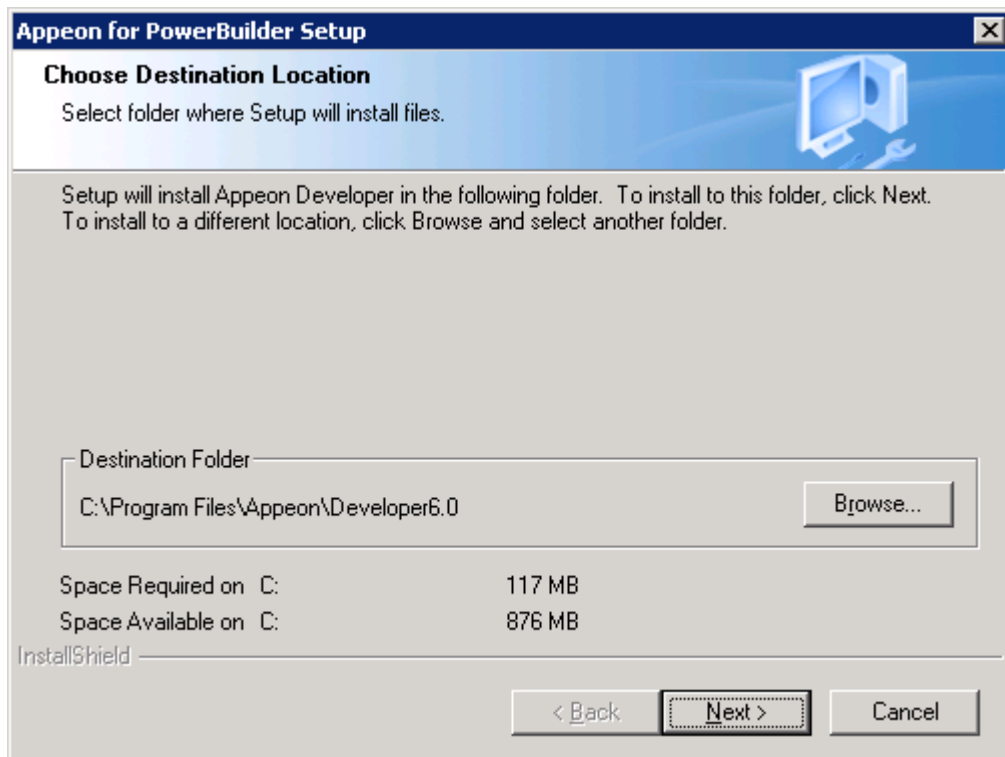 Appeon for PowerBuilder Setup
Choose Destination Location
Select folder where Setup will install files.
Setup will install Appeon Developer in the following folder.  To install to this folder, click Next.
To install to a different location, click Browse and select another folder.
Destination Folder
C:\Program Files\Appeon\Developer6.0
Browse...
Space Required on  C: 117 MB
Space Available on  C: 876 MB
InstallShield
< Back Next > Cancel